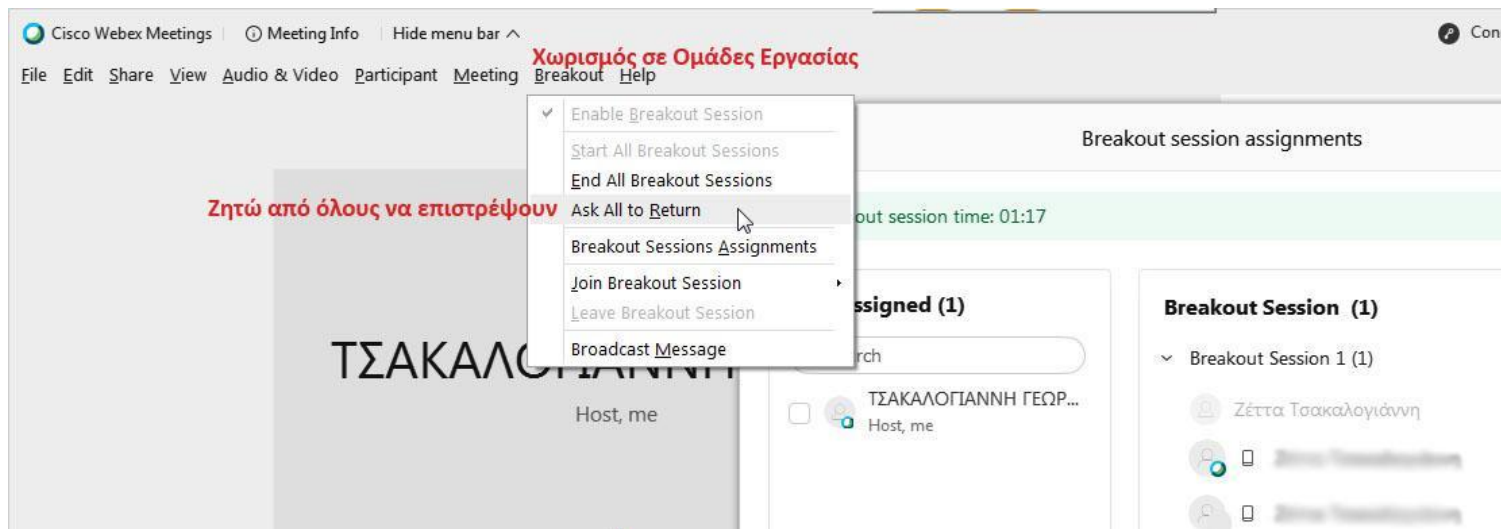 Cisco Webex Meetings Meeting Info Hide menu bar
Con
Χωρισμός σε Ομάδες Εργασίας
File Edit Share View Audio & Video Participant Meeting Breakout Help
Enable Breakout Session
Start All Breakout Sessions
End All Breakout Sessions
Ζητώ από όλους να επιστρέψουν
Ask All to Return
Breakout Sessions Assignments
Join Breakout Session
Leave Breakout Session
Broadcast Message
Breakout session assignments
out session time: 01:17
ssigned (1)
rch
ΤΣΑΚΑΛΟΓΙΑΝΝΗ ΓΕΩΡ...
Host, me
Breakout Session (1)
Breakout Session 1 (1)
Ζέττα Τσακαλογιάννη
ΤΣΑΚΑΛΟΓΙΑΝΝΗ
Host, me